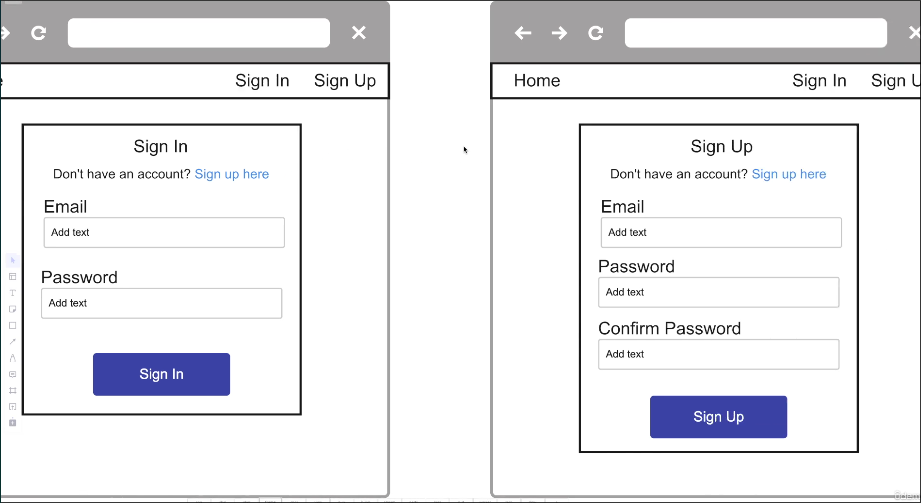 Sign In Sign Up
Sign In
Don't have an account? Sign up here
Email
Add text
Password
Add text
Sign In
Home Sign In Sign
Sign Up
Don't have an account? Sign up here
Email
Add text
Password
Add text
Confirm Password
Add text
Sign Up